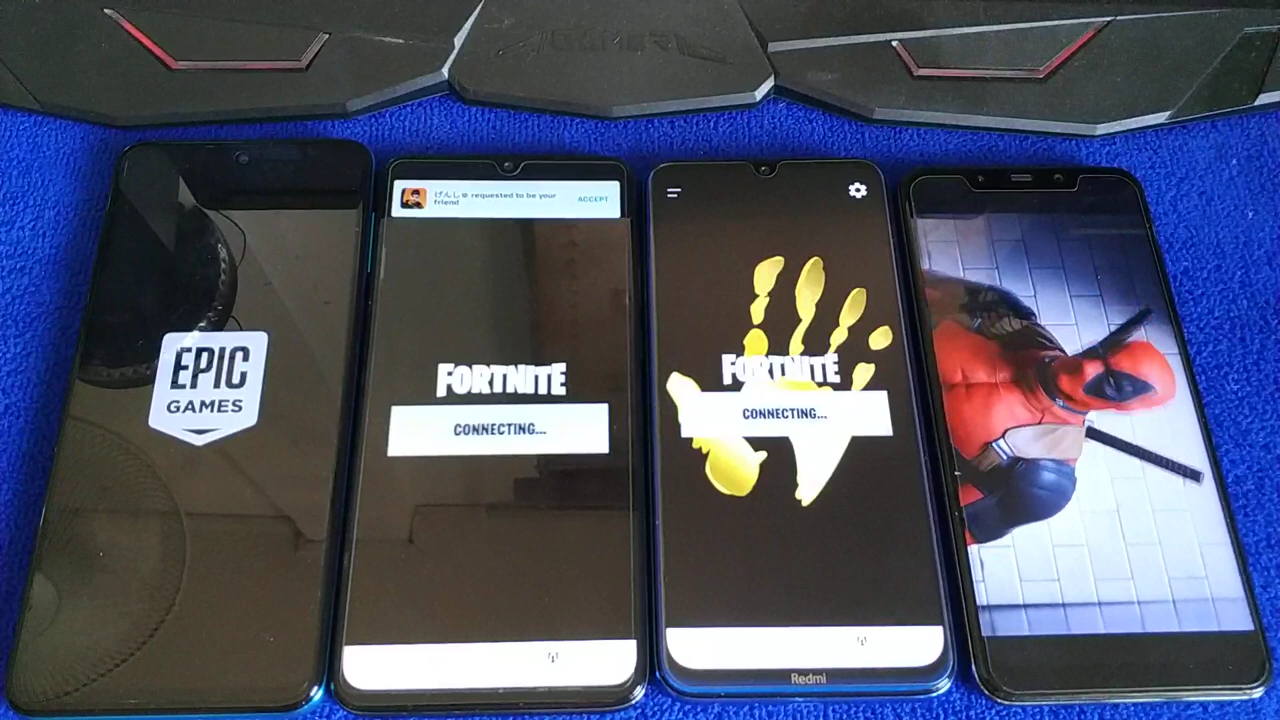 EPIC
GAMES
げんし※ requested to be your
friend
ACCEPT
FORTNITE
CONNECTING...
FORTNITE
CONNECTING...
Redmi